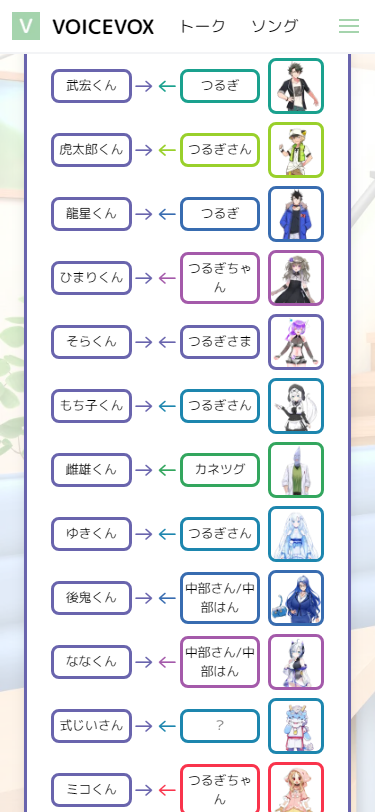 V VOICEVOX トーク ソング
武宏くん → ← つるぎ
虎太郎くん → ← つるぎさん
龍星くん → ← つるぎ
ひまりくん → ← つるぎちゃ
ん
そらくん → ← つるぎさま
もち子くん → ← つるぎさん
雌雄くん → ← カネツグ
ゆきくん → ← つるぎさん
後鬼くん → ← 中部さん/中
部はん
ななくん → ← 中部さん/中
部はん
式じいさん → ← ?
ミコくん → ← つるぎちゃ
ん